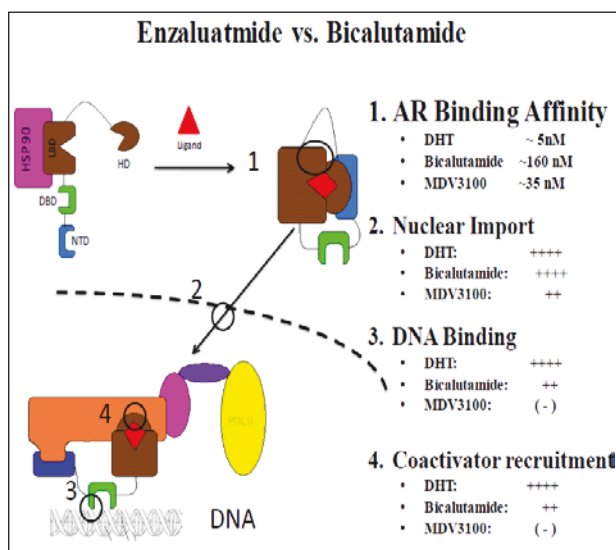 Enzaluatmide vs. Bicalutamide
HSP90
LBD
HD
DBD
NTD
Ligand
1
2
3
4
POL II
DNA
1. AR Binding Affinity
• DHT ~ 5nM
• Bicalutamide ~160 nM
• MDV3100 ~35 nM
2. Nuclear Import
• DHT: ++++
• Bicalutamide: ++++
• MDV3100: ++
3. DNA Binding
• DHT: ++++
• Bicalutamide: ++
• MDV3100: ( - )
4. Coactivator recruitment
• DHT: ++++
• Bicalutamide: ++
• MDV3100: ( - )